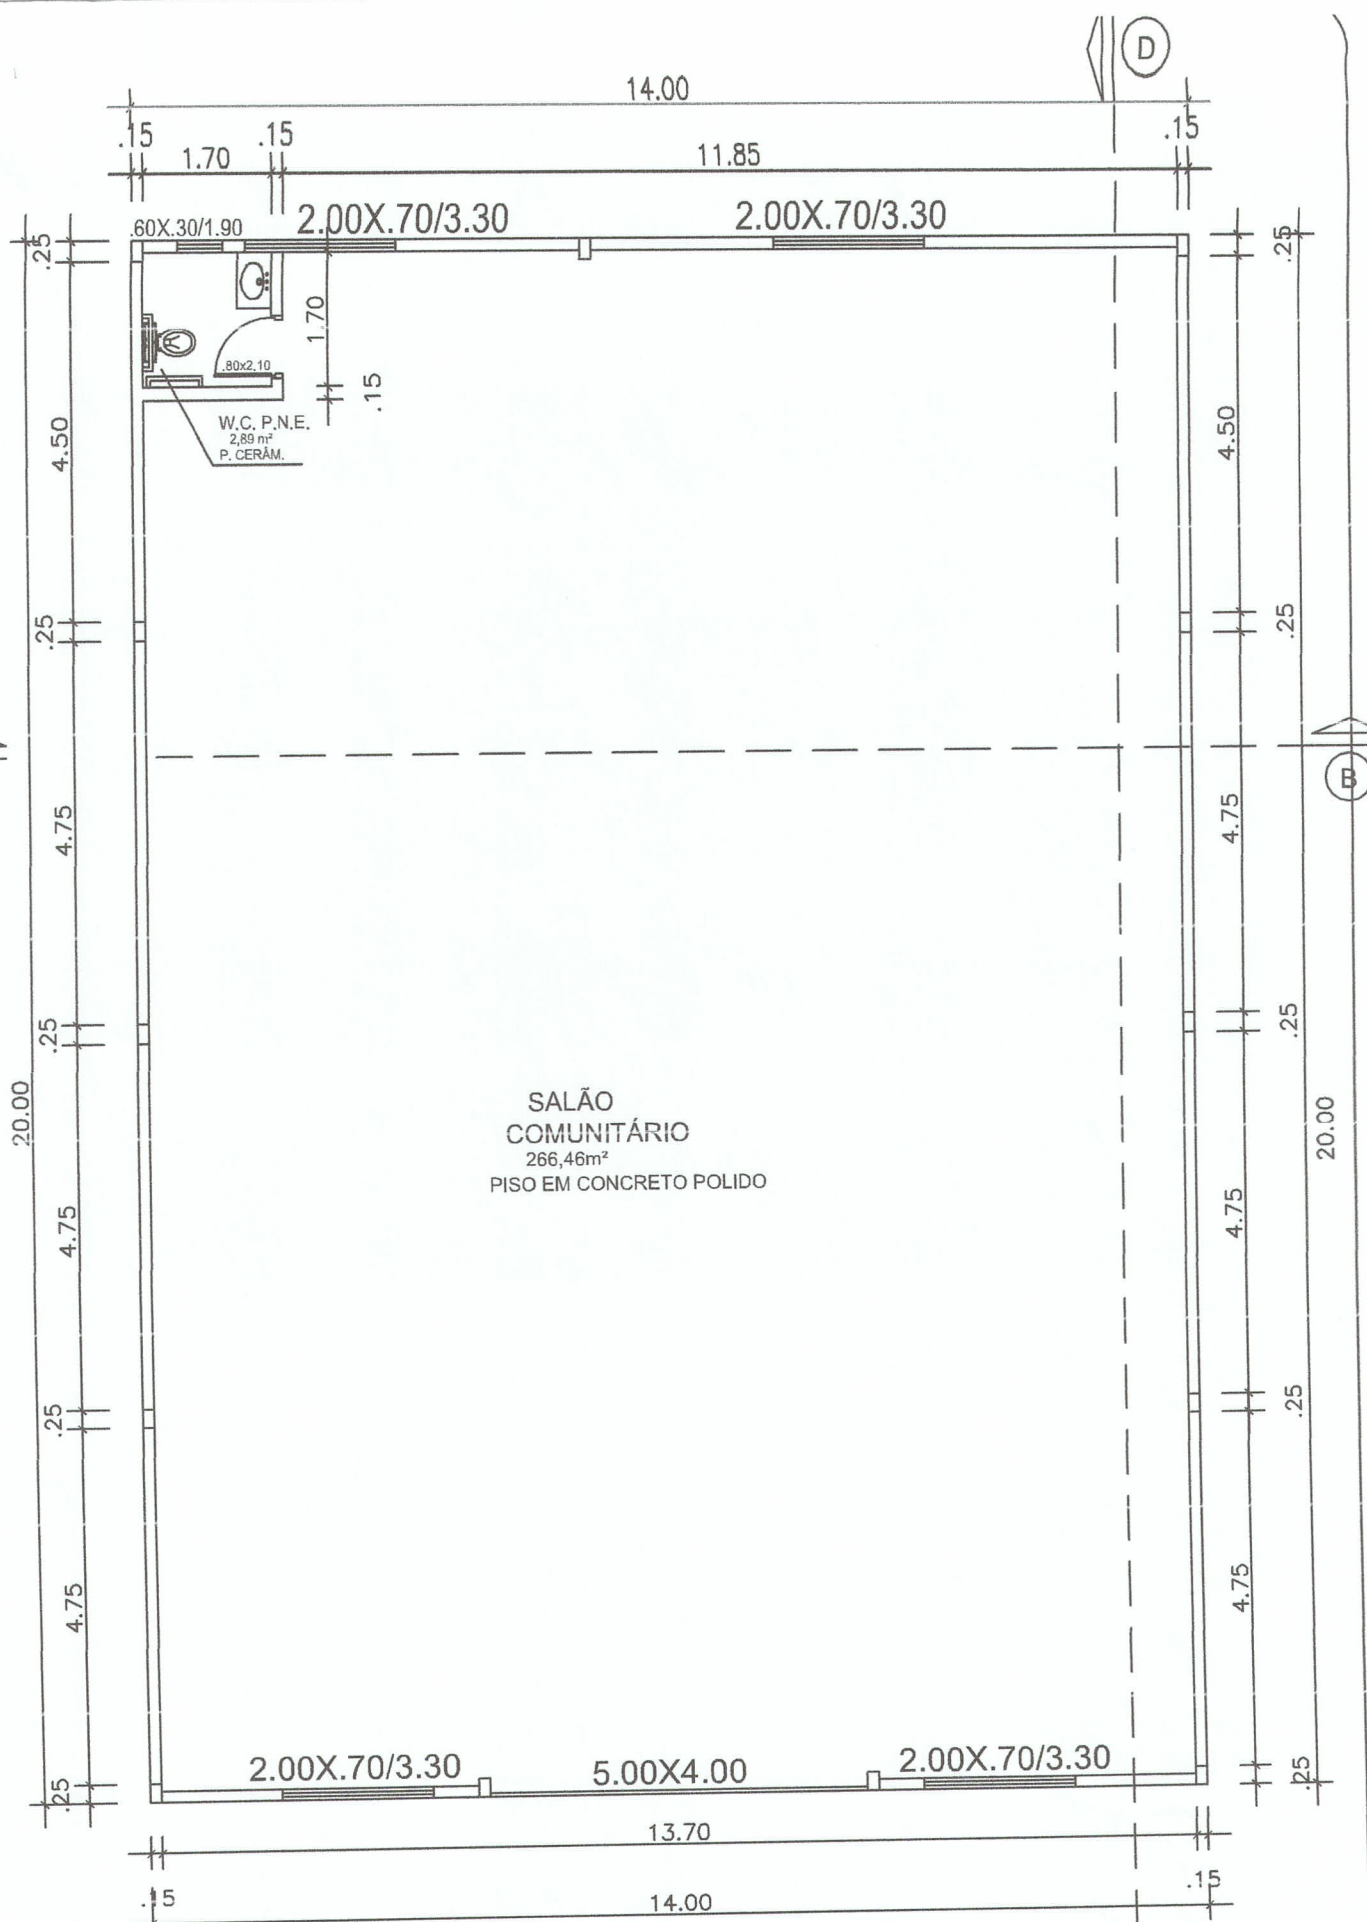 D
14.00
.15
.15
.15
1.70
11.85
.60X.30/1.90
2.00X.70/3.30
2.00X.70/3.30
.25
.25
1.70
.80x2.10
.15
W.C. P.N.E.
2,89 m²
P. CERÂM.
4.50
4.50
.25
.25
B
4.75
4.75
.25
.25
20.00
SALÃO
COMUNITÁRIO
266,46m²
PISO EM CONCRETO POLIDO
20.00
4.75
4.75
.25
.25
4.75
4.75
2.00X.70/3.30
5.00X4.00
2.00X.70/3.30
.25
.25
13.70
.15
14.00
.15